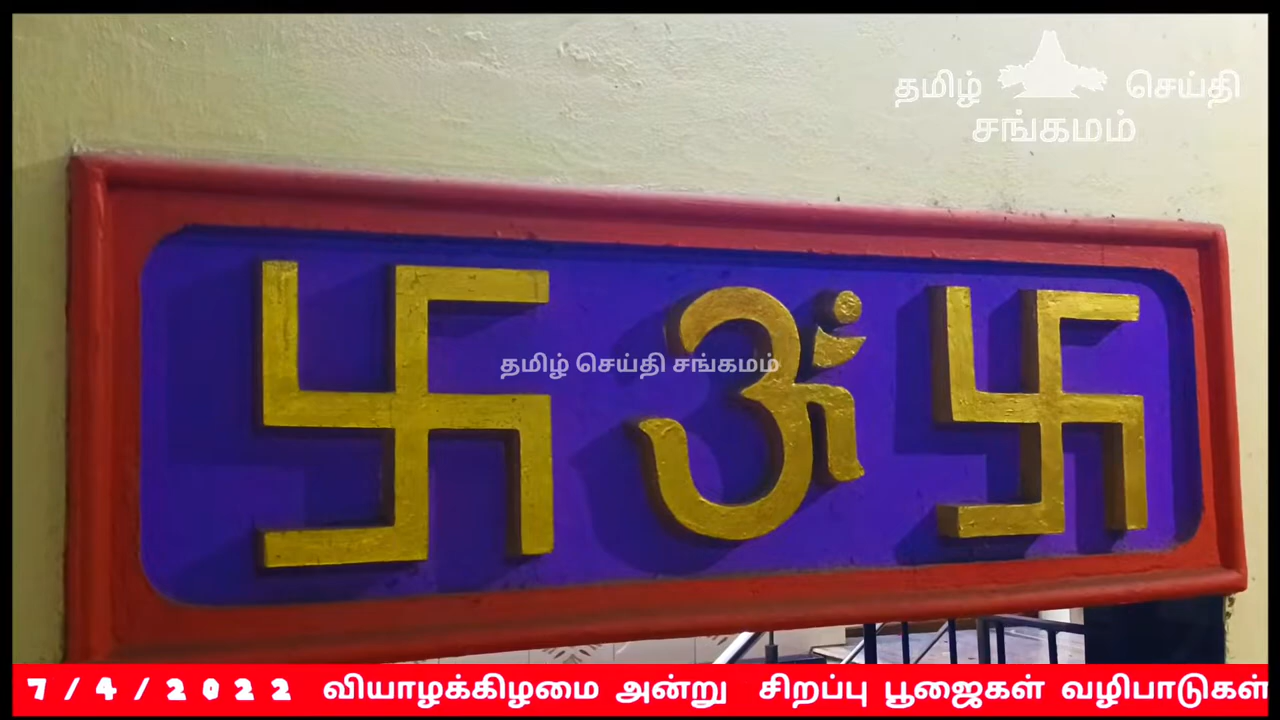 தமிழ் செய்தி
சங்கமம்
ॐ
தமிழ் செய்தி சங்கமம்
7/4/2022 வியாழக்கிழமை அன்று சிறப்பு பூஜைகள் வழிபாடுகள்